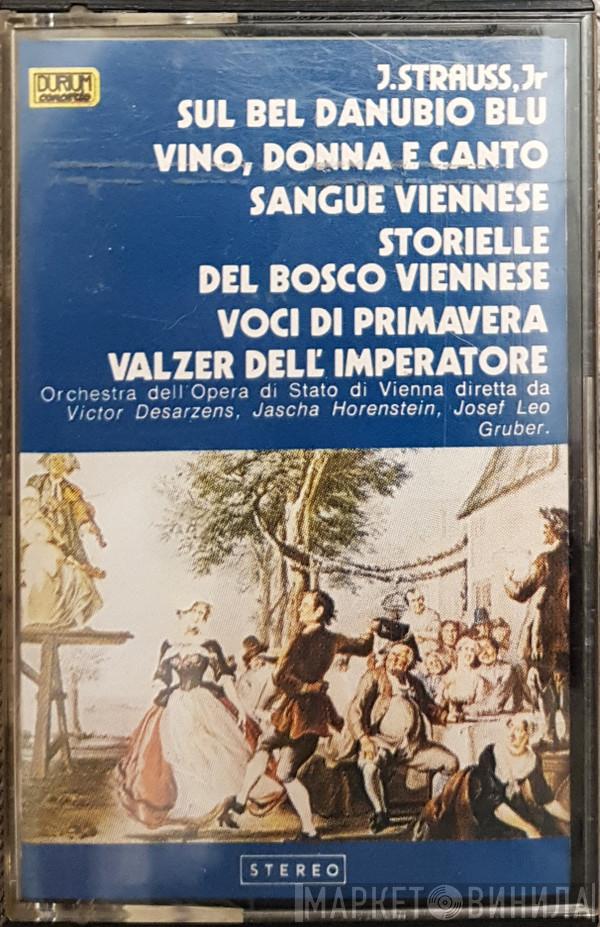 DURIUM
concorde
J. STRAUSS, Jr
SUL BEL DANUBIO BLU
VINO, DONNA E CANTO
SANGUE VIENNESE
STORIELLE
DEL BOSCO VIENNESE
VOCI DI PRIMAVERA
VALZER DELL' IMPERATORE
Orchestra dell'Opera di Stato di Vienna diretta da
Victor Desarzens, Jascha Horenstein, Josef Leo
Gruber.
STEREO
МАРКЕТ ВИНИЛА